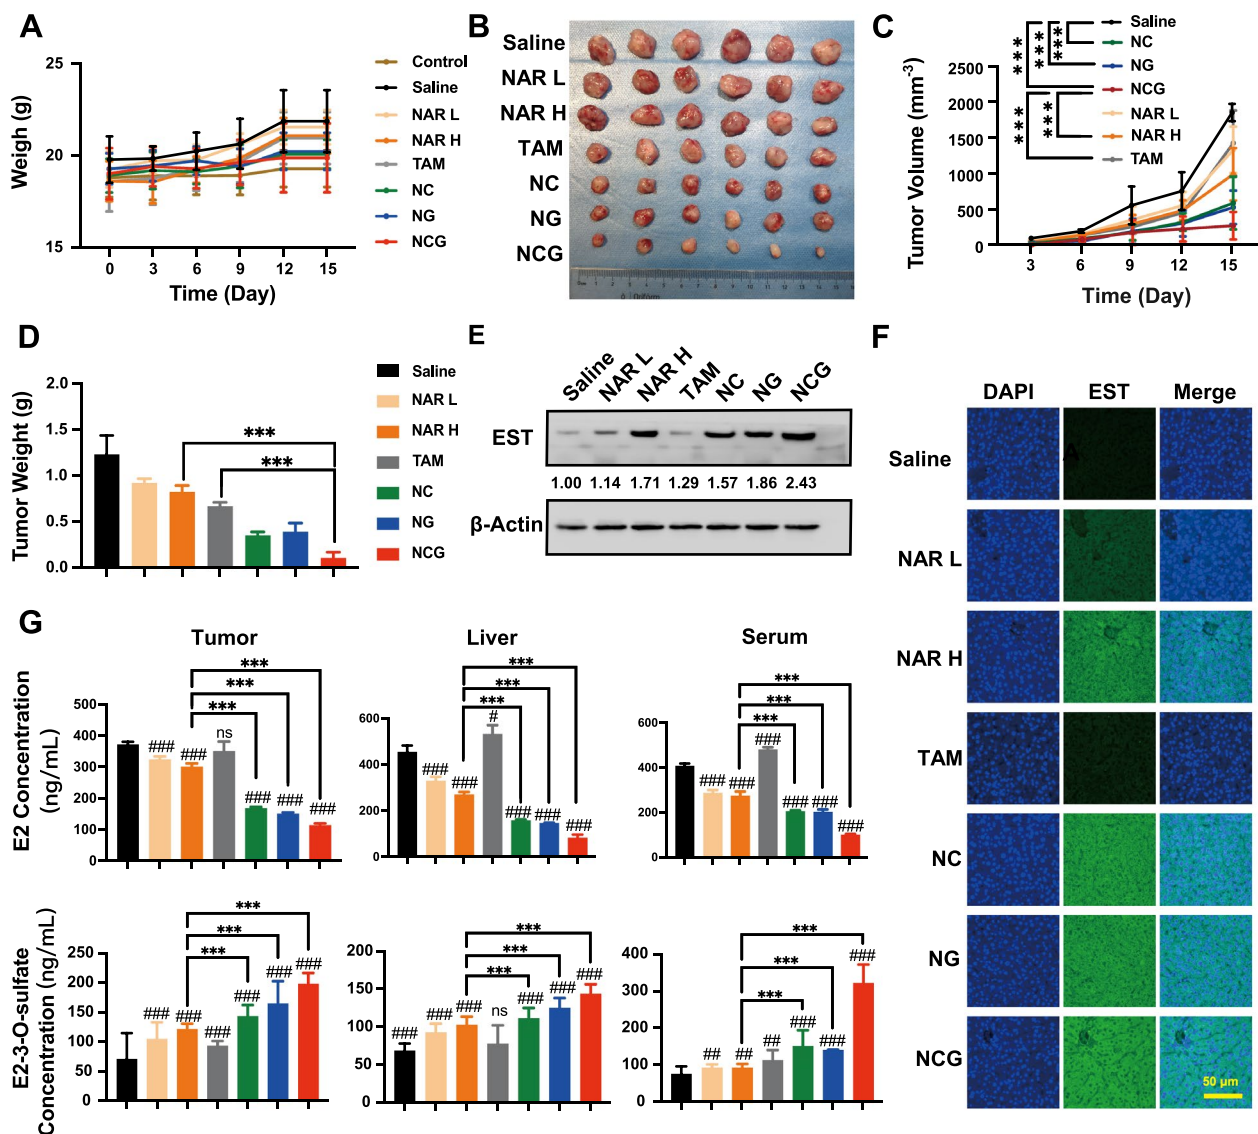 A
25
20
15
Weigh (g)
0 3 6 9 12 15
Time (Day)
Control
Saline
NAR L
NAR H
TAM
NC
NG
NCG
B
Saline
NAR L
NAR H
TAM
NC
NG
NCG
C
Saline
NC
NG
NCG
NAR L
NAR H
TAM
***
***
***
***
***
Tumor Volume (mm⁻³)
2500
2000
1500
1000
500
0
3 6 9 12 15
Time (Day)
D
Tumor Weight (g)
2.0
1.5
1.0
0.5
0.0
***
***
Saline
NAR L
NAR H
TAM
NC
NG
NCG
E
Saline NAR L NAR H TAM NC NG NCG
EST
1.00 1.14 1.71 1.29 1.57 1.86 2.43
β-Actin
F
DAPI EST Merge
Saline
NAR L
NAR H
TAM
NC
NG
NCG
50 μm
G
Tumor
E2 Concentration
(ng/mL)
500
400
300
200
100
0
***
***
***
### ### ns ### ### ###
Liver
600
400
200
0
***
***
***
### ### # ### ### ###
Serum
600
400
200
0
***
***
***
### ### ### ### ### ###
E2-3-O-sulfate
Concentration (ng/mL)
250
200
150
100
50
0
***
***
***
### ### ### ### ### ###
200
150
100
50
0
***
***
***
### ### ### ns ### ### ###
400
300
200
100
0
***
***
***
## ## ## ### ### ###